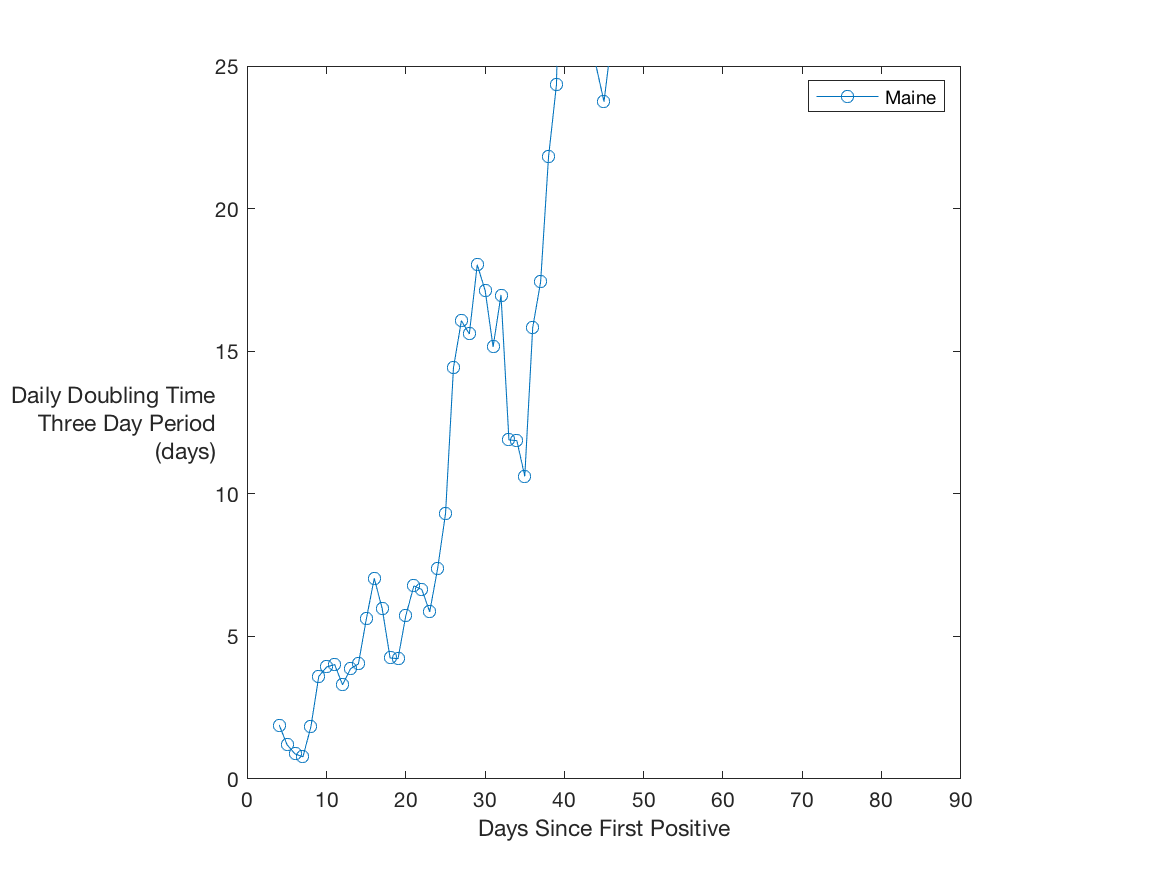 25
20
15
10
5
0
Daily Doubling Time
Three Day Period
(days)
Maine
0 10 20 30 40 50 60 70 80 90
Days Since First Positive